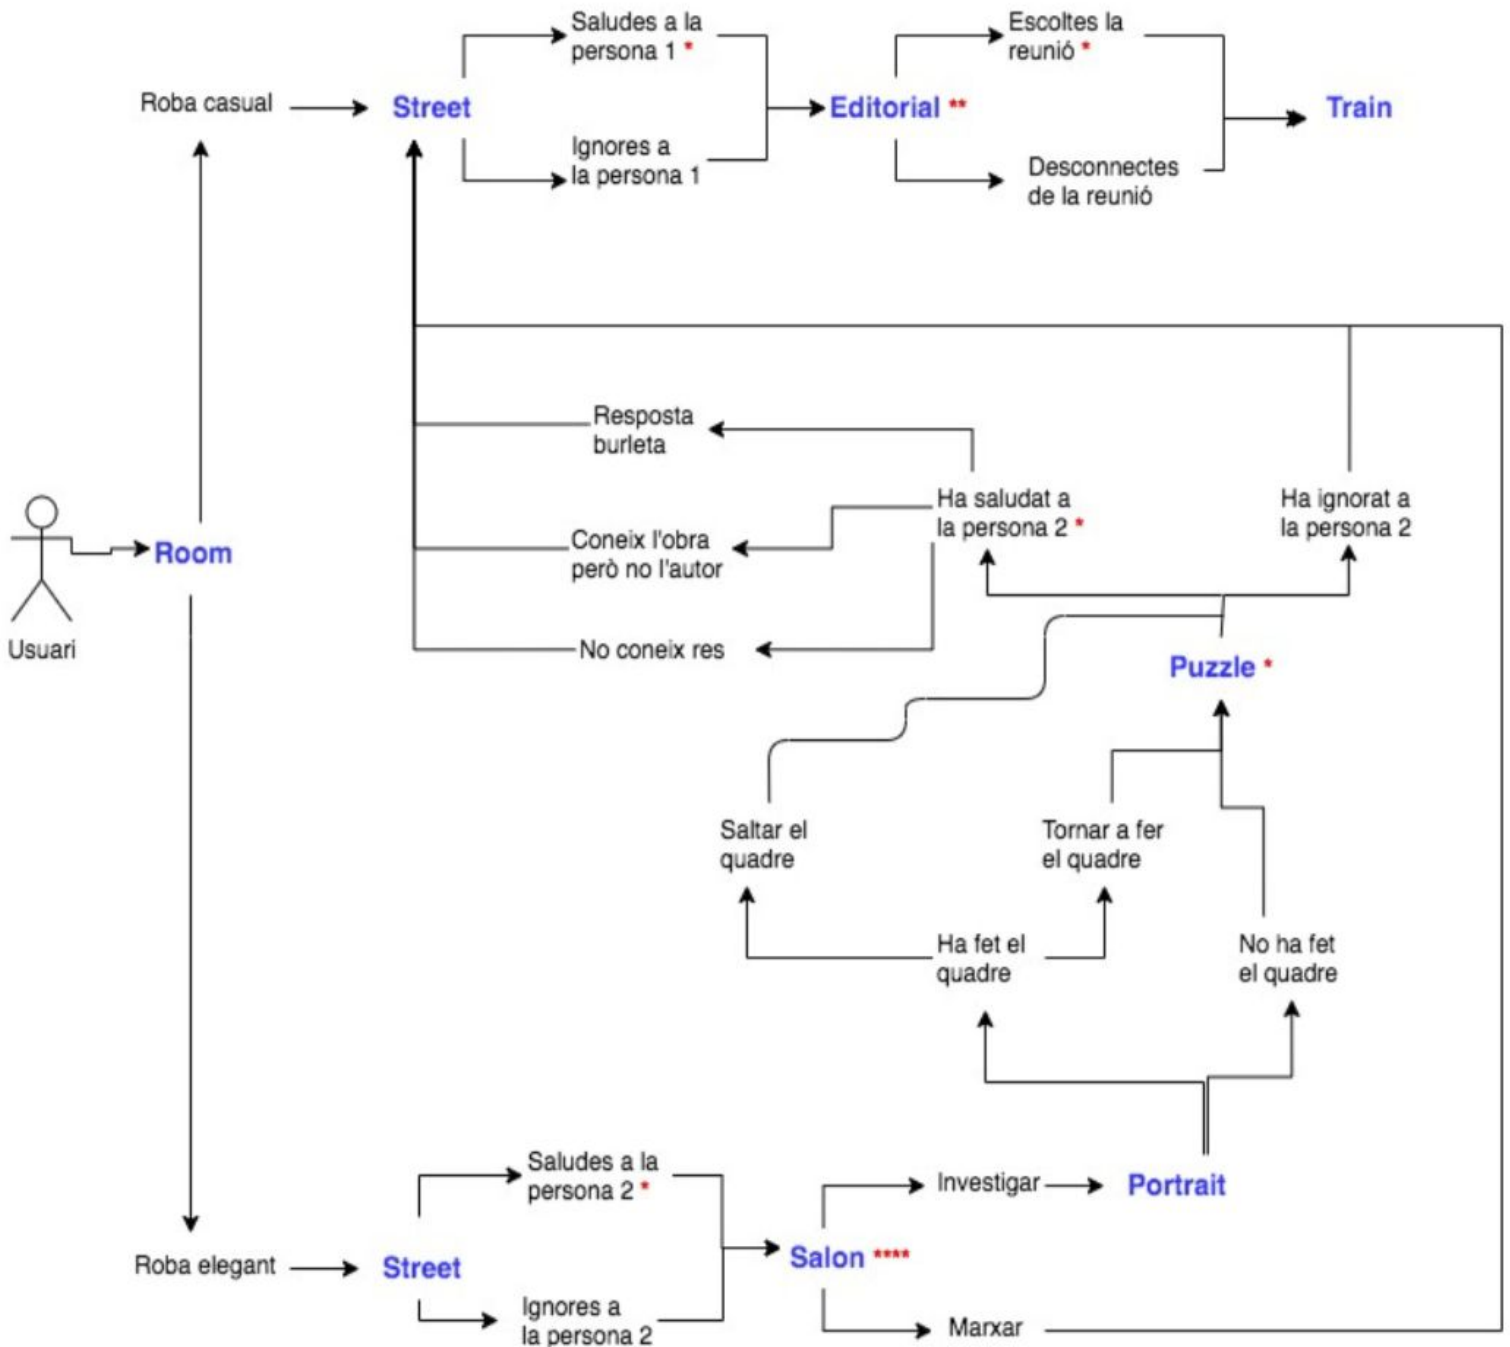 Saludes a la
persona 1 *
Escoltes la
reunió *
Roba casual
Street
Editorial **
Train
Ignores a
la persona 1
Desconnectes
de la reunió
Resposta
burleta
Ha saludat a
la persona 2 *
Ha ignorat a
la persona 2
Coneix l'obra
però no l'autor
Room
Usuari
No coneix res
Puzzle *
Saltar el
quadre
Tornar a fer
el quadre
Ha fet el
quadre
No ha fet
el quadre
Saludes a la
persona 2 *
Investigar
Portrait
Roba elegant
Street
Salon ****
Ignores a
la persona 2
Marxar